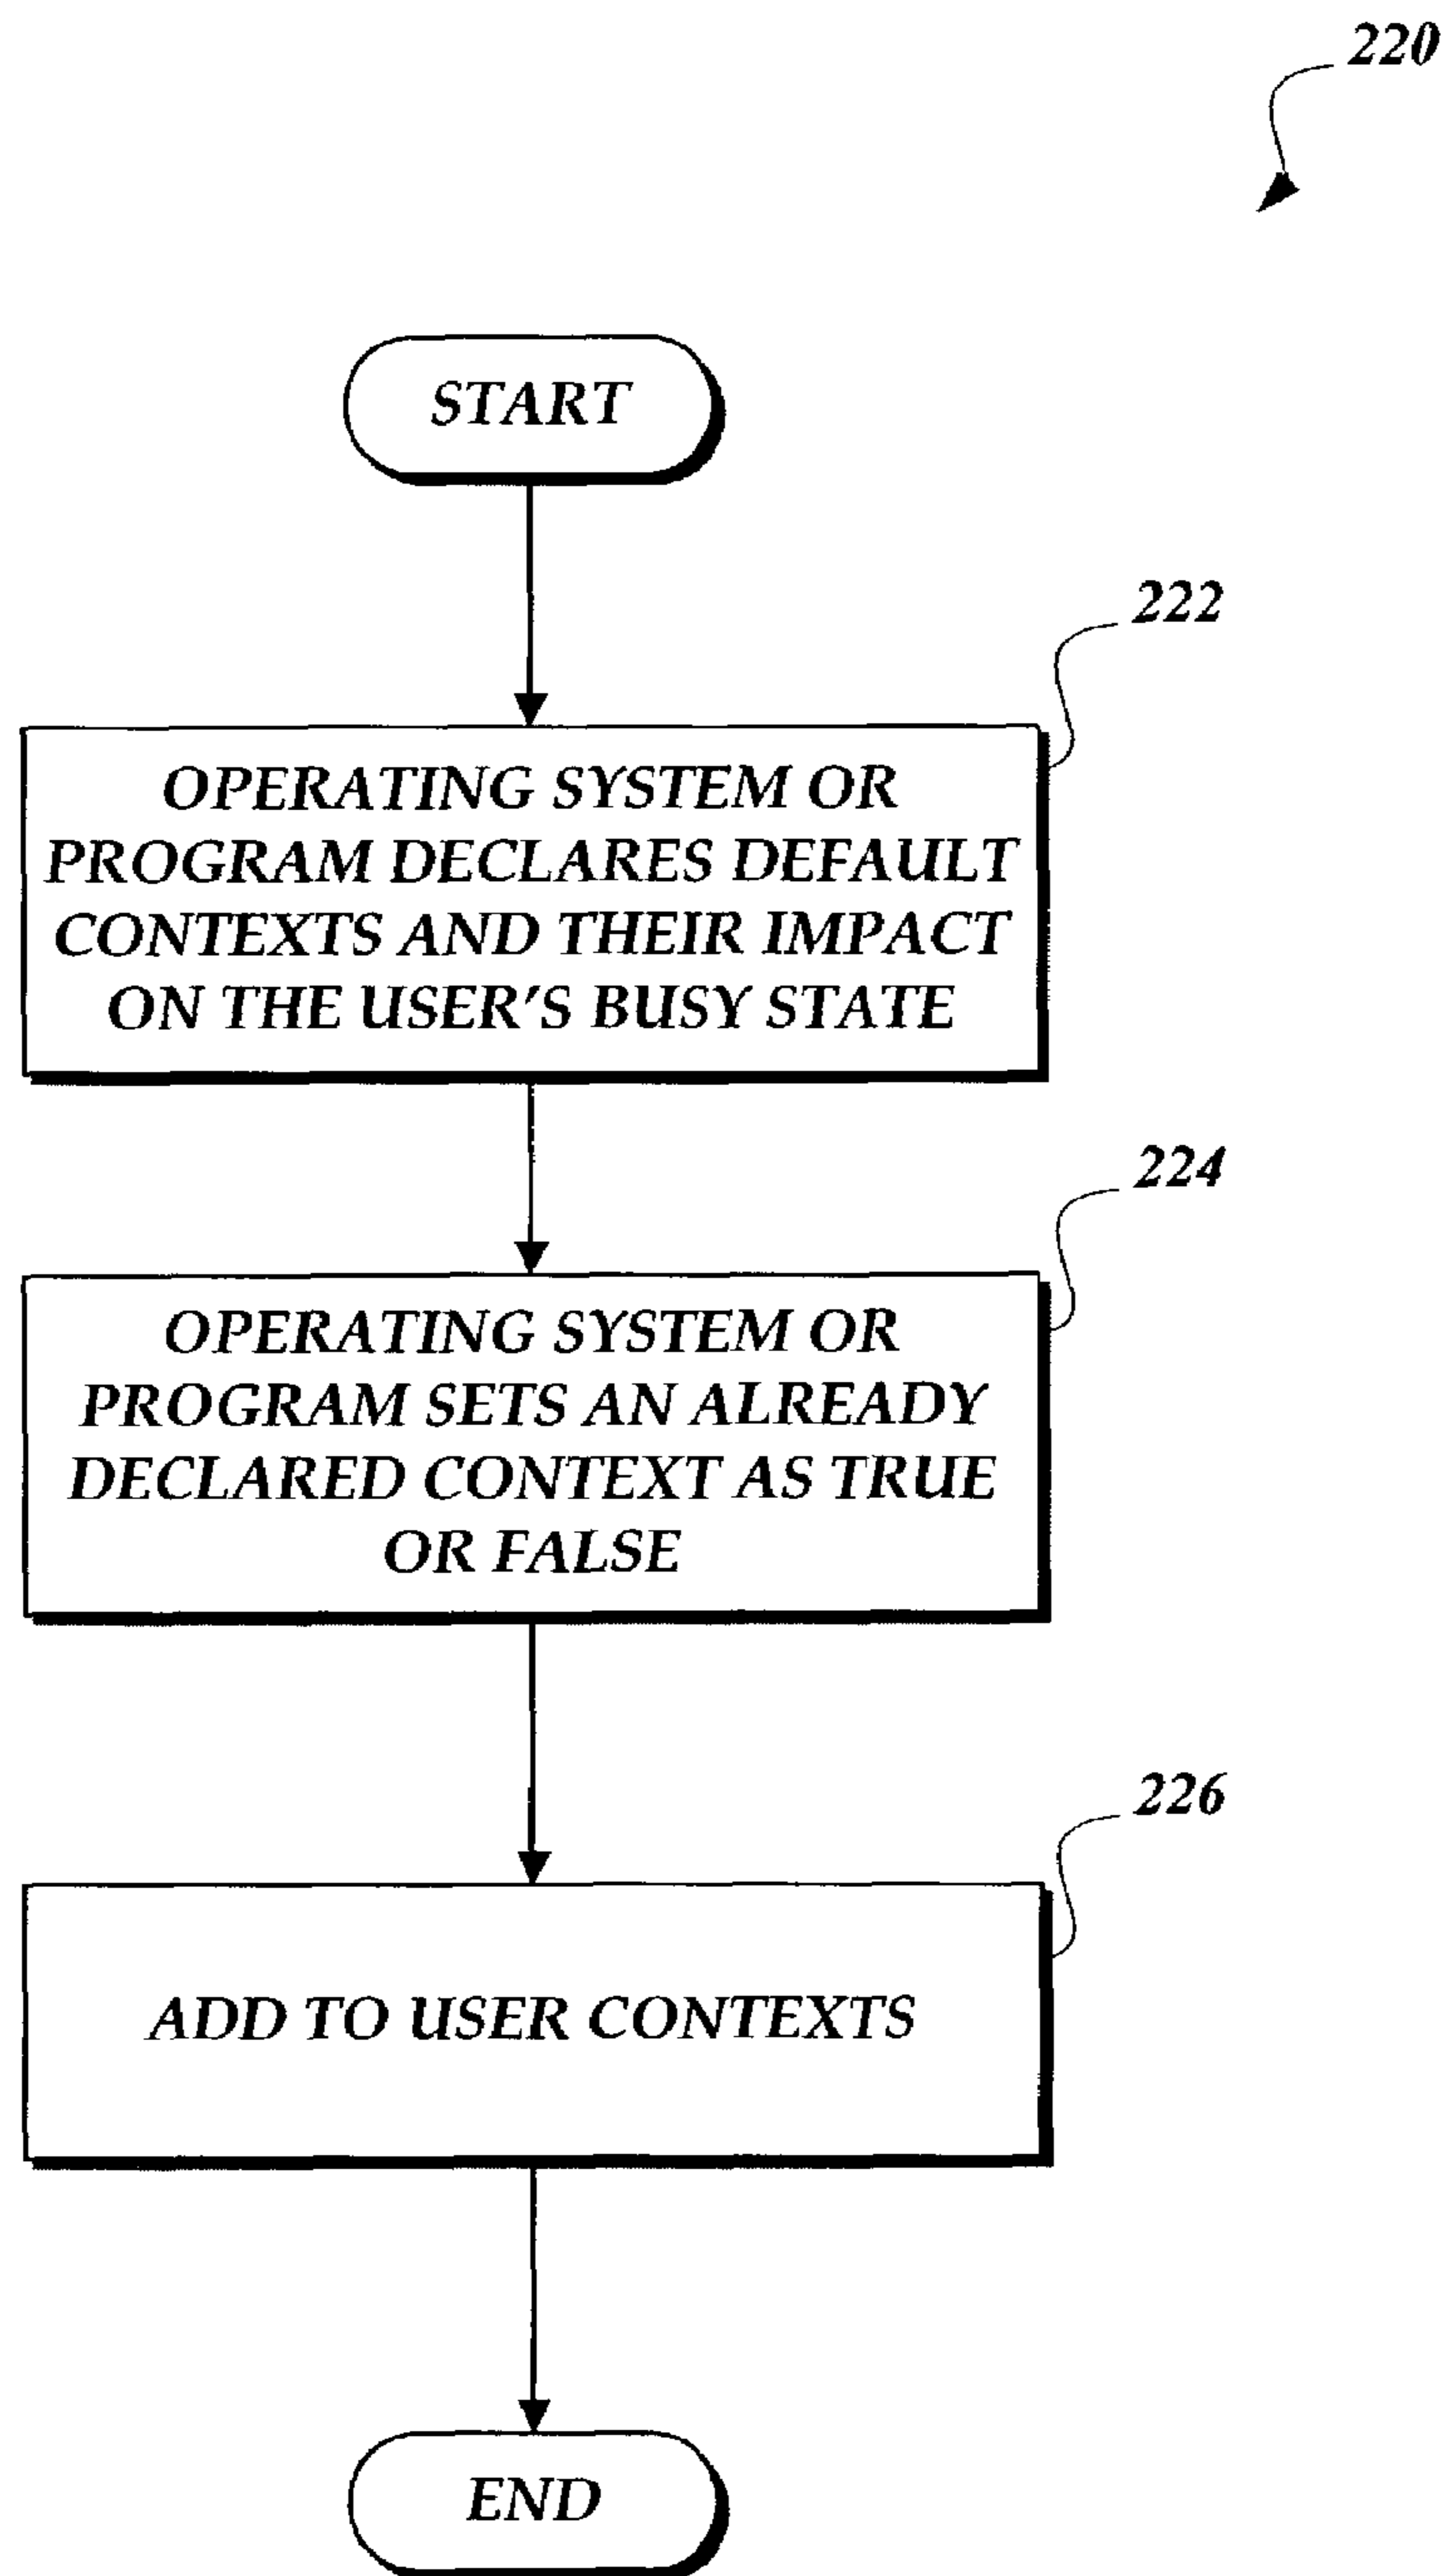 220
START
222
OPERATING SYSTEM OR
PROGRAM DECLARES DEFAULT
CONTEXTS AND THEIR IMPACT
ON THE USER'S BUSY STATE
224
OPERATING SYSTEM OR
PROGRAM SETS AN ALREADY
DECLARED CONTEXT AS TRUE
OR FALSE
226
ADD TO USER CONTEXTS
END